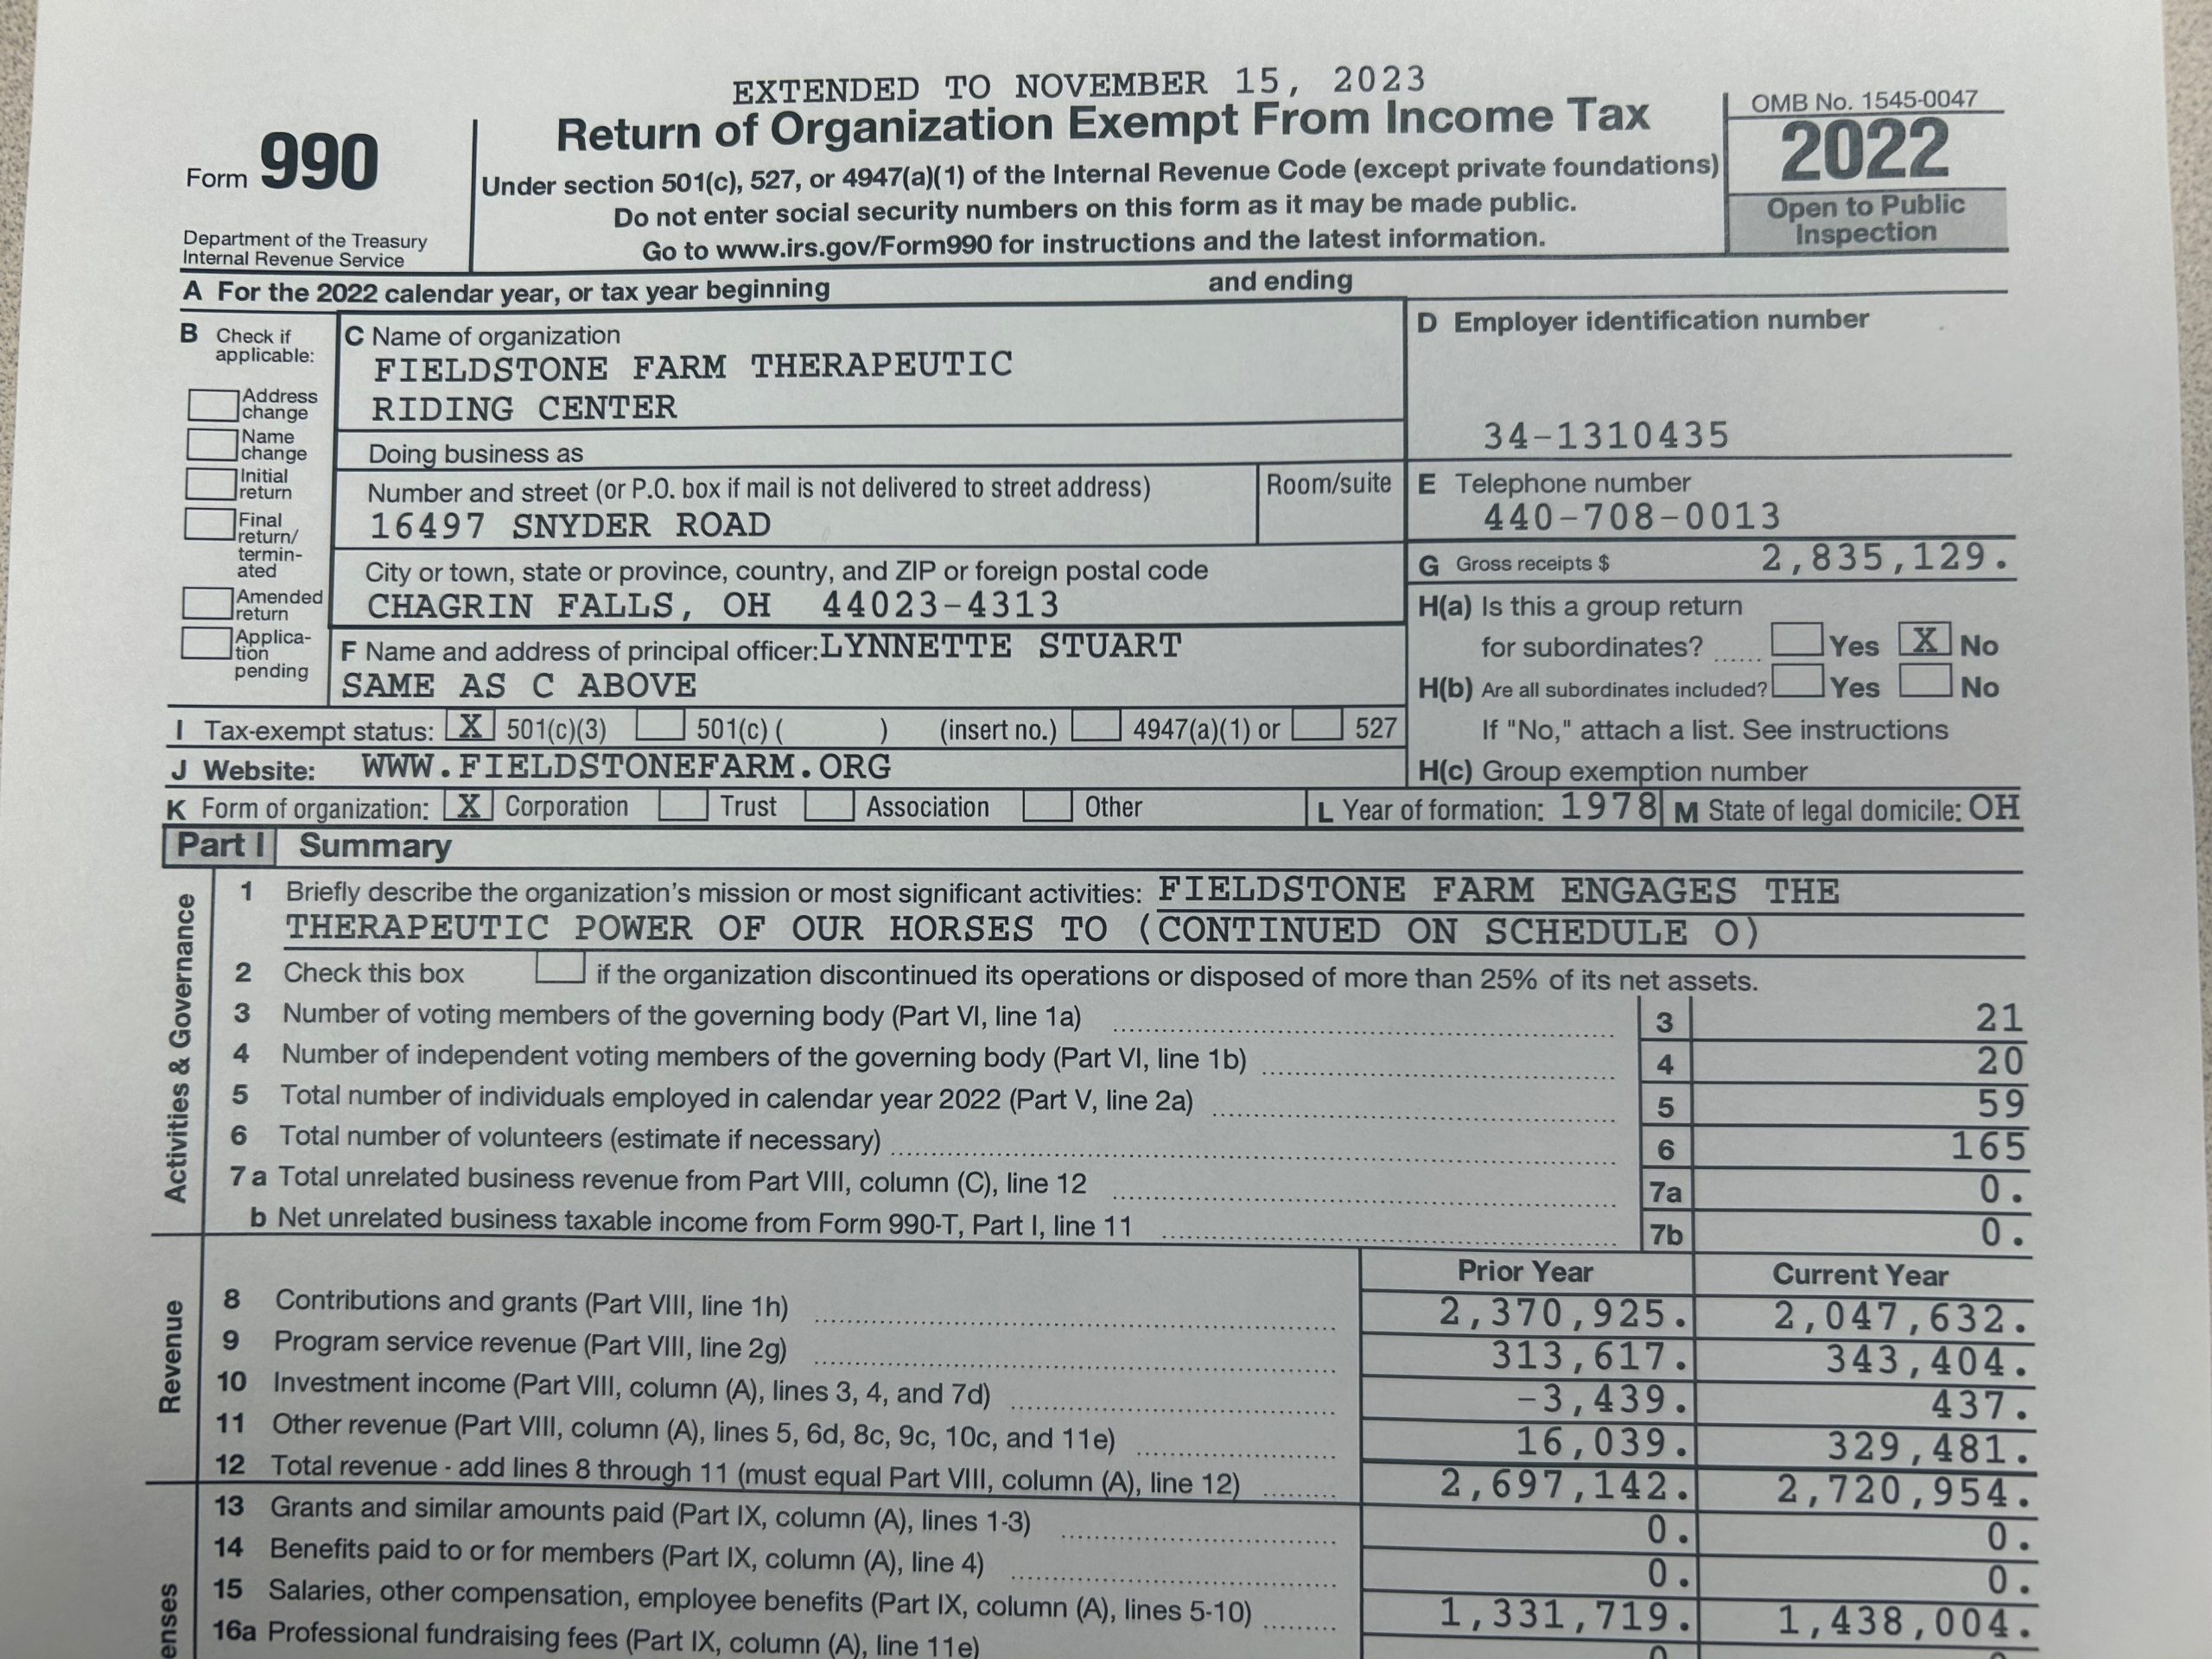 EXTENDED TO NOVEMBER 15, 2023
Form 990
Return of Organization Exempt From Income Tax
Under section 501(c), 527, or 4947(a)(1) of the Internal Revenue Code (except private foundations)
Do not enter social security numbers on this form as it may be made public.
Go to www.irs.gov/Form990 for instructions and the latest information.
Department of the Treasury
Internal Revenue Service
OMB No. 1545-0047
2022
Open to Public
Inspection
A For the 2022 calendar year, or tax year beginning and ending
B Check if
applicable:
Address
change
Name
change
Initial
return
Final
return/
termin-
ated
Amended
return
Applica-
tion
pending
C Name of organization
FIELDSTONE FARM THERAPEUTIC
RIDING CENTER
Doing business as
Number and street (or P.O. box if mail is not delivered to street address) Room/suite
16497 SNYDER ROAD
City or town, state or province, country, and ZIP or foreign postal code
CHAGRIN FALLS, OH 44023-4313
F Name and address of principal officer: LYNNETTE STUART
SAME AS C ABOVE
D Employer identification number
34-1310435
E Telephone number
440-708-0013
G Gross receipts $ 2,835,129.
H(a) Is this a group return
for subordinates? ...... Yes X No
H(b) Are all subordinates included? Yes No
If "No," attach a list. See instructions
H(c) Group exemption number
I Tax-exempt status: X 501(c)(3) 501(c) ( ) (insert no.) 4947(a)(1) or 527
J Website: WWW.FIELDSTONEFARM.ORG
K Form of organization: X Corporation Trust Association Other
L Year of formation: 1978 M State of legal domicile: OH
Part I Summary
Activities & Governance
1 Briefly describe the organization's mission or most significant activities: FIELDSTONE FARM ENGAGES THE
THERAPEUTIC POWER OF OUR HORSES TO (CONTINUED ON SCHEDULE O)
2 Check this box if the organization discontinued its operations or disposed of more than 25% of its net assets.
3 Number of voting members of the governing body (Part VI, line 1a) 3 21
4 Number of independent voting members of the governing body (Part VI, line 1b) 4 20
5 Total number of individuals employed in calendar year 2022 (Part V, line 2a) 5 59
6 Total number of volunteers (estimate if necessary) 6 165
7 a Total unrelated business revenue from Part VIII, column (C), line 12 7a 0.
b Net unrelated business taxable income from Form 990-T, Part I, line 11 7b 0.
Prior Year Current Year
Revenue
8 Contributions and grants (Part VIII, line 1h) 2,370,925. 2,047,632.
9 Program service revenue (Part VIII, line 2g) 313,617. 343,404.
10 Investment income (Part VIII, column (A), lines 3, 4, and 7d) -3,439. 437.
11 Other revenue (Part VIII, column (A), lines 5, 6d, 8c, 9c, 10c, and 11e) 16,039. 329,481.
12 Total revenue - add lines 8 through 11 (must equal Part VIII, column (A), line 12) 2,697,142. 2,720,954.
enses
13 Grants and similar amounts paid (Part IX, column (A), lines 1-3) 0. 0.
14 Benefits paid to or for members (Part IX, column (A), line 4) 0. 0.
15 Salaries, other compensation, employee benefits (Part IX, column (A), lines 5-10) 1,331,719. 1,438,004.
16a Professional fundraising fees (Part IX, column (A), line 11e)